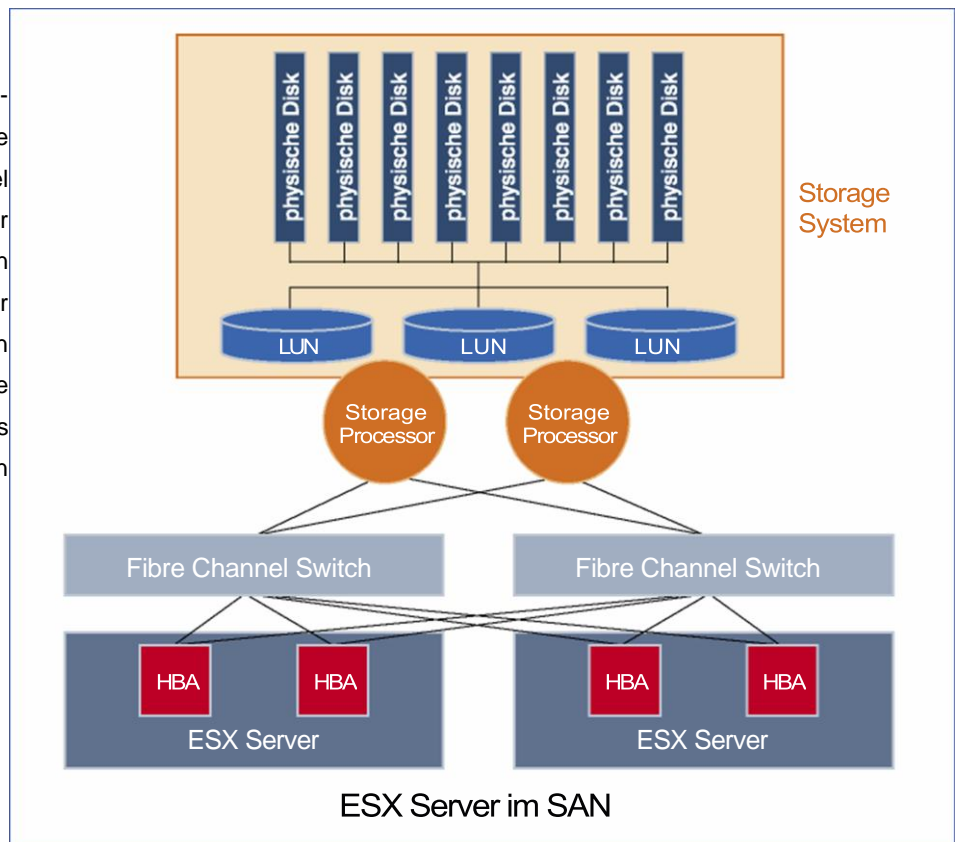 physische Disk
physische Disk
physische Disk
physische Disk
physische Disk
physische Disk
physische Disk
physische Disk
Storage
System
LUN
LUN
LUN
Storage
Processor
Storage
Processor
Fibre Channel Switch
Fibre Channel Switch
HBA
HBA
HBA
HBA
ESX Server
ESX Server
ESX Server im SAN